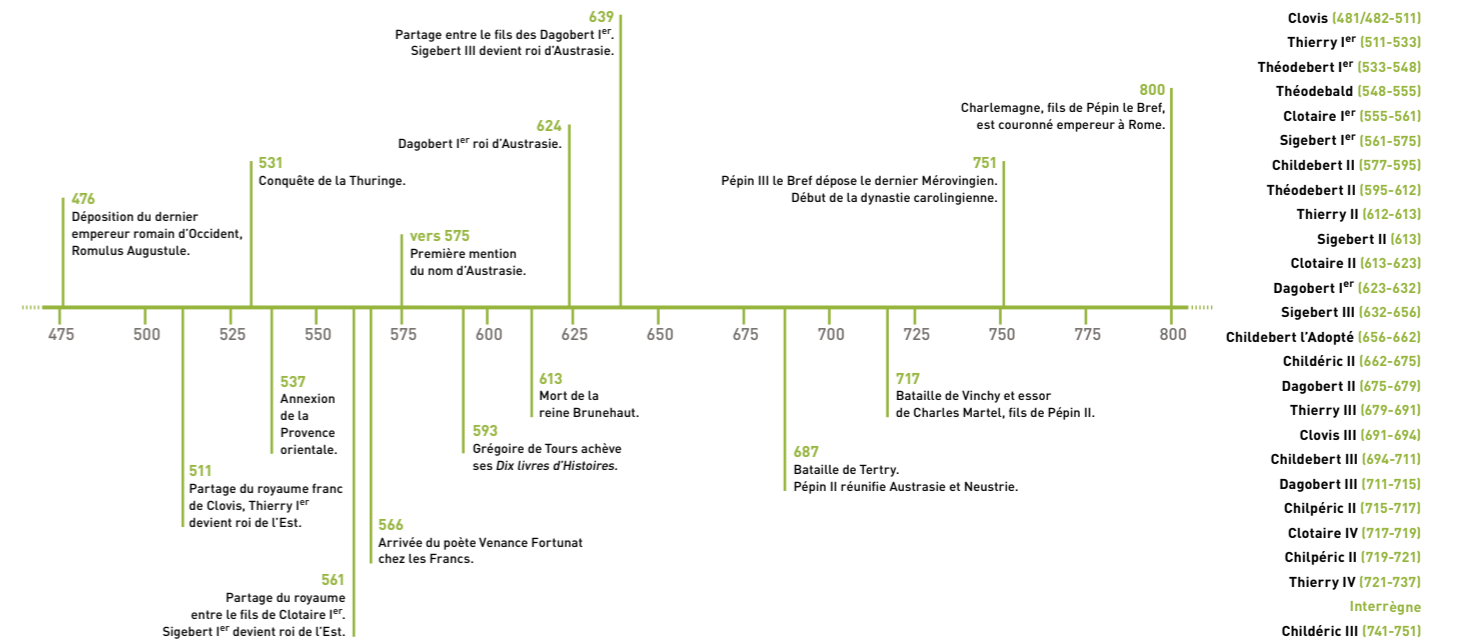 639
Partage entre le fils des Dagobert Ier.
Sigebert III devient roi d'Austrasie.
800
Charlemagne, fils de Pépin le Bref,
est couronné empereur à Rome.
624
Dagobert Ier roi d'Austrasie.
531
Conquête de la Thuringe.
751
Pépin III le Bref dépose le dernier Mérovingien.
Début de la dynastie carolingienne.
476
Déposition du dernier
empereur romain d'Occident,
Romulus Augustule.
vers 575
Première mention
du nom d'Austrasie.
475 500 525 550 575 600 625 650 675 700 725 750 775 800
537
Annexion
de la
Provence
orientale.
613
Mort de la
reine Brunehaut.
717
Bataille de Vinchy et essor
de Charles Martel, fils de Pépin II.
593
Grégoire de Tours achève
ses Dix livres d'Histoires.
687
Bataille de Tertry.
Pépin II réunifie Austrasie et Neustrie.
511
Partage du royaume franc
de Clovis, Thierry Ier
devient roi de l'Est.
566
Arrivée du poète Venance Fortunat
chez les Francs.
561
Partage du royaume
entre le fils de Clotaire Ier.
Sigebert Ier devient roi de l'Est.
Clovis (481/482-511)
Thierry Ier (511-533)
Théodebert Ier (533-548)
Théodebald (548-555)
Clotaire Ier (555-561)
Sigebert Ier (561-575)
Childebert II (577-595)
Théodebert II (595-612)
Thierry II (612-613)
Sigebert II (613)
Clotaire II (613-623)
Dagobert Ier (623-632)
Sigebert III (632-656)
Childebert l'Adopté (656-662)
Childéric II (662-675)
Dagobert II (675-679)
Thierry III (679-691)
Clovis III (691-694)
Childebert III (694-711)
Dagobert III (711-715)
Chilpéric II (715-717)
Clotaire IV (717-719)
Chilpéric II (719-721)
Thierry IV (721-737)
Interrègne
Childéric III (741-751)